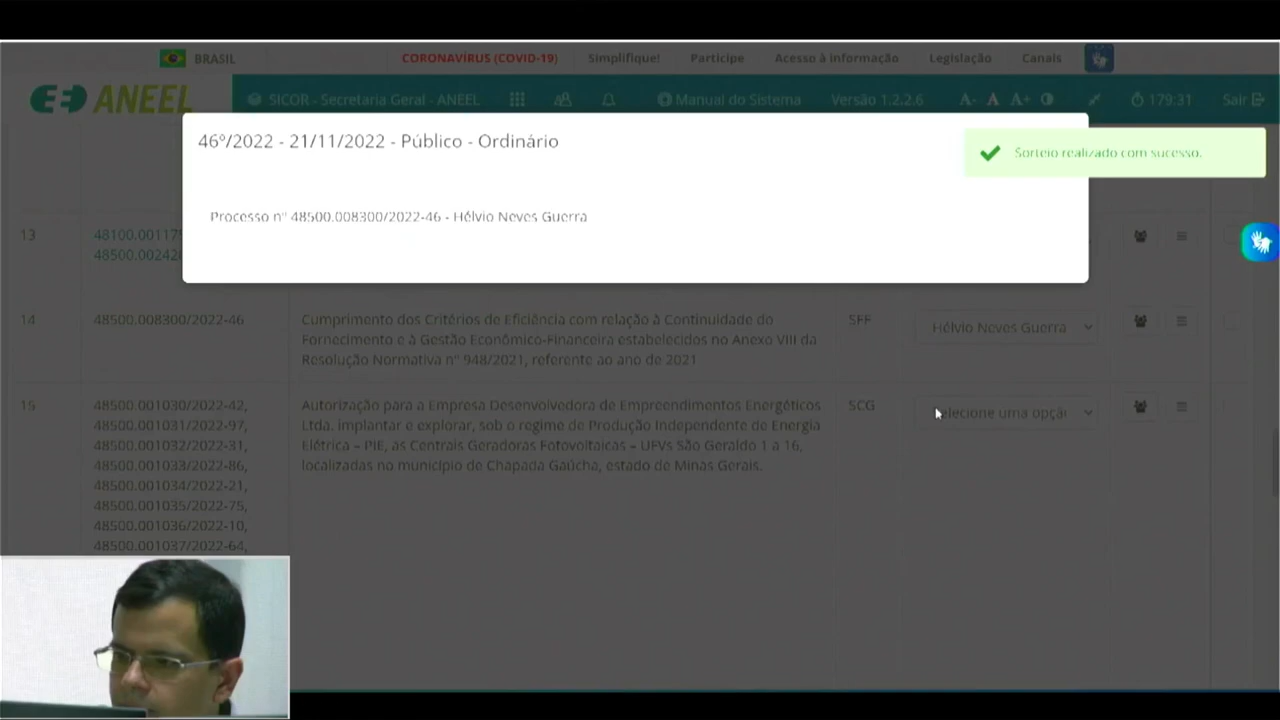 BRASIL
CORONAVÍRUS (COVID-19)
Simplifique!
Participe
Acesso à Informação
Legislação
Canais
ANEEL
SICOR - Secretaria Geral - ANEEL
Manual do Sistema
Versão 1.2.2.6
A-
A
A+
179:31
Sair
46º/2022 - 21/11/2022 - Público - Ordinário
Sorteio realizado com sucesso.
Processo nº 48500.008300/2022-46 - Hélvio Neves Guerra
13
14
48500.008300/2022-46
Cumprimento dos Critérios de Eficiência com relação à Continuidade do
Fornecimento e à Gestão Econômico-Financeira estabelecidos no Anexo VIII da
Resolução Normativa nº 948/2021, referente ao ano de 2021
SFF
Hélvio Neves Guerra
15
48500.001030/2022-42,
48500.001031/2022-97,
48500.001032/2022-31,
48500.001033/2022-86,
48500.001034/2022-21,
48500.001035/2022-75,
48500.001036/2022-10,
48500.001037/2022-64,
Autorização para a Empresa Desenvolvedora de Empreendimentos Energéticos
Ltda. implantar e explorar, sob o regime de Produção Independente de Energia
Elétrica – PIE, as Centrais Geradoras Fotovoltaicas – UFVs São Geraldo 1 a 16,
localizadas no município de Chapada Gaúcha, estado de Minas Gerais.
SCG
elecione uma opçã